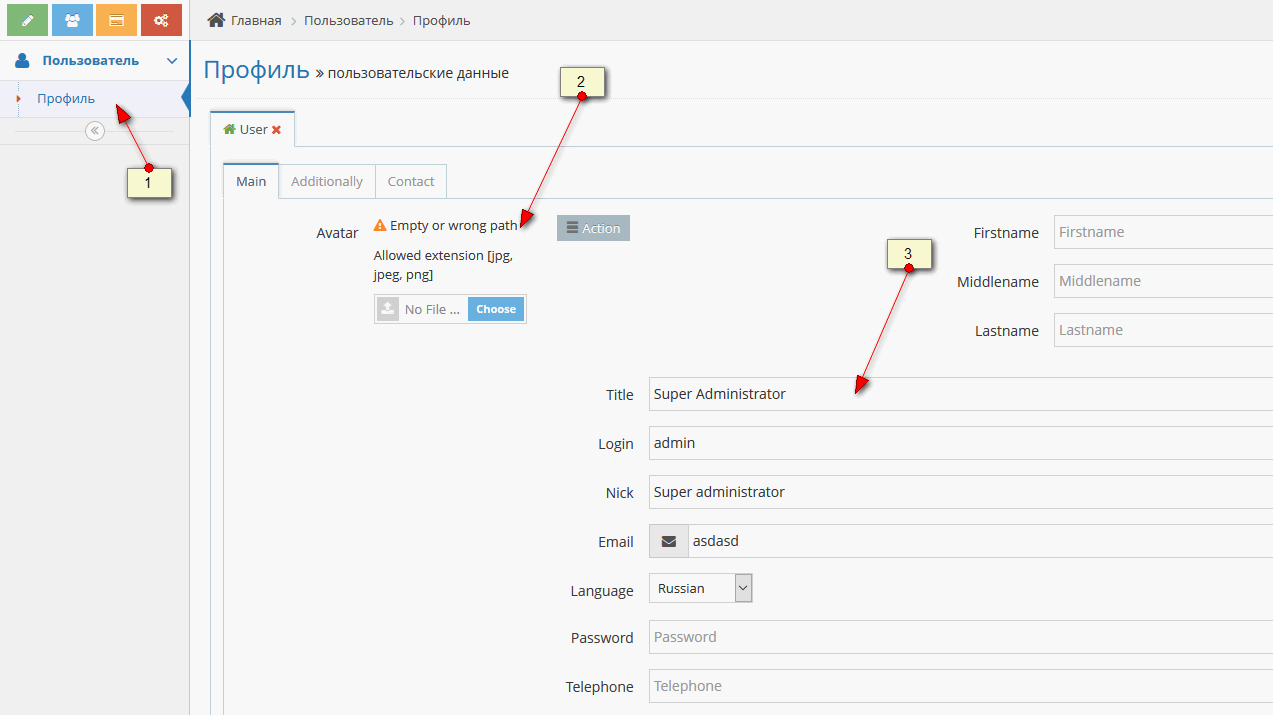 Главная > Пользователь > Профиль
Пользователь
Профиль
1
Профиль » пользовательские данные
2
User
Main Additionally Contact
Avatar
Empty or wrong path
Action
Allowed extension [jpg,
jpeg, png]
No File ... Choose
3
Firstname Firstname
Middlename Middlename
Lastname Lastname
Title Super Administrator
Login admin
Nick Super administrator
Email asdasd
Language Russian
Password Password
Telephone Telephone